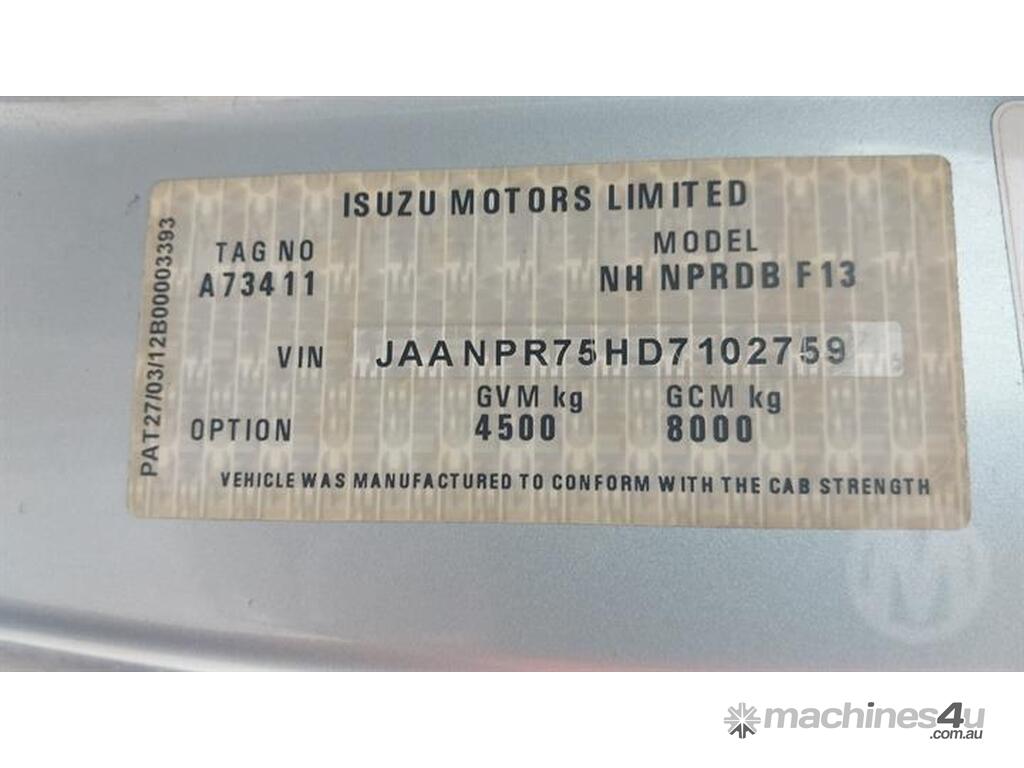 ISUZU MOTORS LIMITED
TAG NO
MODEL
A73411
NH NPRDB F13
VIN JAANPR75HD7102759
GVM kg GCM kg
OPTION 4500 8000
VEHICLE WAS MANUFACTURED TO CONFORM WITH THE CAB STRENGTH
PAT27/03/12B00003393
M
machines4u
.com.au